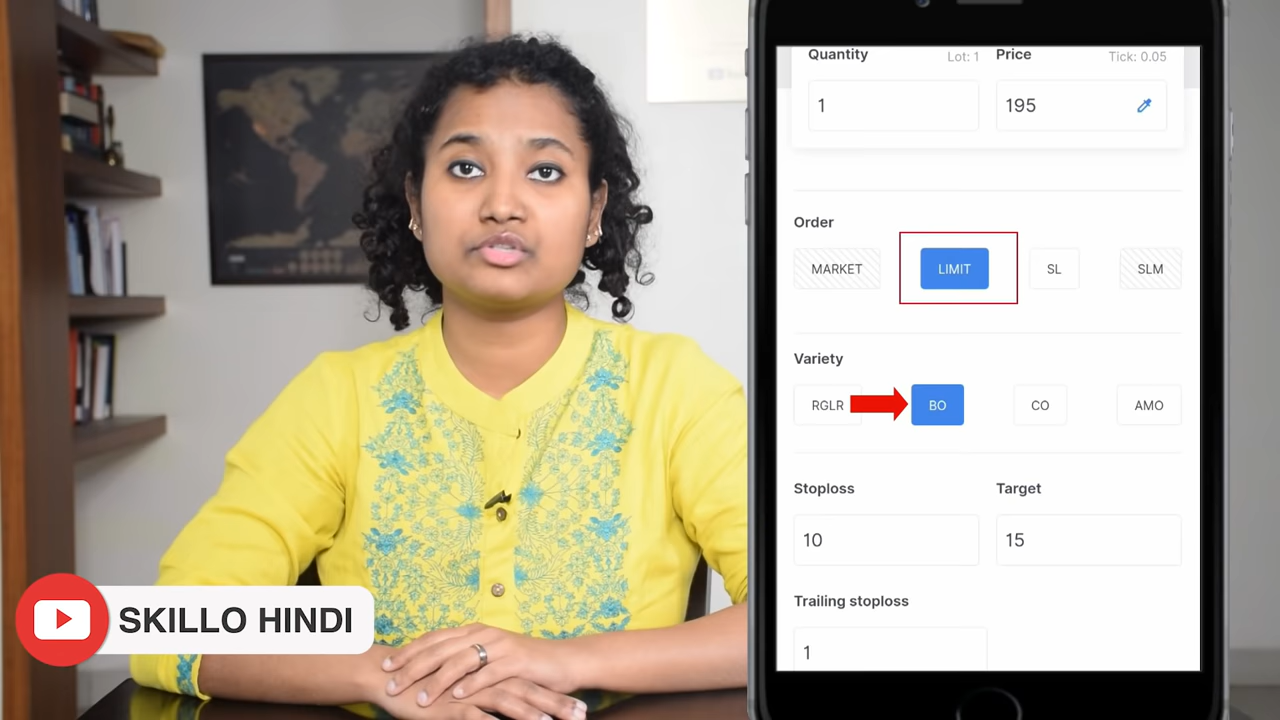 Quantity Lot: 1 Price Tick: 0.05
1 195
Order
MARKET LIMIT SL SLM
Variety
RGLR BO CO AMO
Stoploss Target
10 15
Trailing stoploss
1
SKILLO HINDI